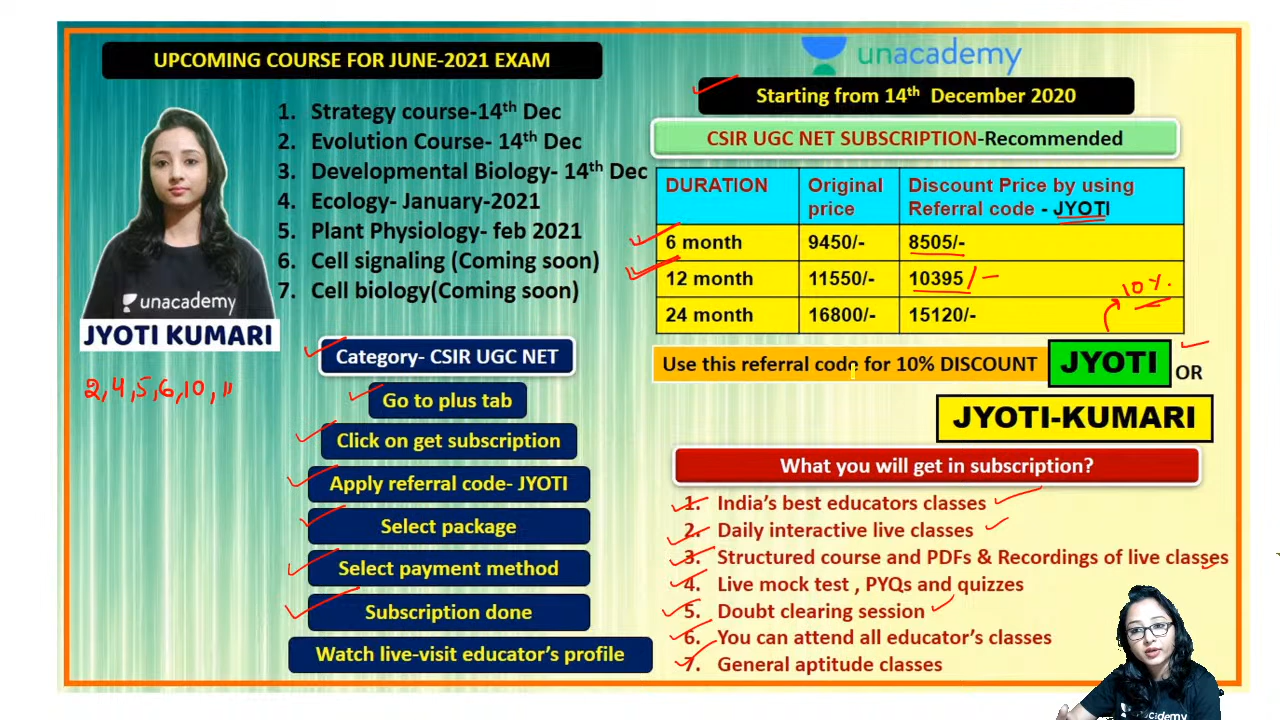 UPCOMING COURSE FOR JUNE-2021 EXAM
1. Strategy course-14th Dec
2. Evolution Course- 14th Dec
3. Developmental Biology- 14th Dec
4. Ecology- January-2021
5. Plant Physiology- feb 2021
6. Cell signaling (Coming soon)
7. Cell biology(Coming soon)
unacademy
JYOTI KUMARI
2,4,5,6,10,11
Category- CSIR UGC NET
Go to plus tab
Click on get subscription
Apply referral code- JYOTI
Select package
Select payment method
Subscription done
Watch live-visit educator's profile
unacademy
Starting from 14th December 2020
CSIR UGC NET SUBSCRIPTION-Recommended
DURATION Original price Discount Price by using Referral code - JYOTI
6 month 9450/- 8505/-
12 month 11550/- 10395/-
24 month 16800/- 15120/-
10%
Use this referral code for 10% DISCOUNT JYOTI OR
JYOTI-KUMARI
What you will get in subscription?
1. India's best educators classes
2. Daily interactive live classes
3. Structured course and PDFs & Recordings of live classes
4. Live mock test , PYQs and quizzes
5. Doubt clearing session
6. You can attend all educator's classes
7. General aptitude classes
unacademy